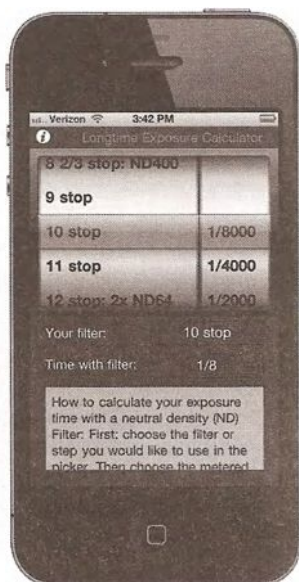 Verizon 3:42 PM
i Longtime Exposure Calculator
8 2/3 stop: ND400
9 stop
10 stop 1/8000
11 stop 1/4000
12 stop: 2x ND64 1/2000
Your filter: 10 stop
Time with filter: 1/8
How to calculate your exposure
time with a neutral density (ND)
Filter: First: choose the filter or
step you would like to use in the
picker. Then choose the metered